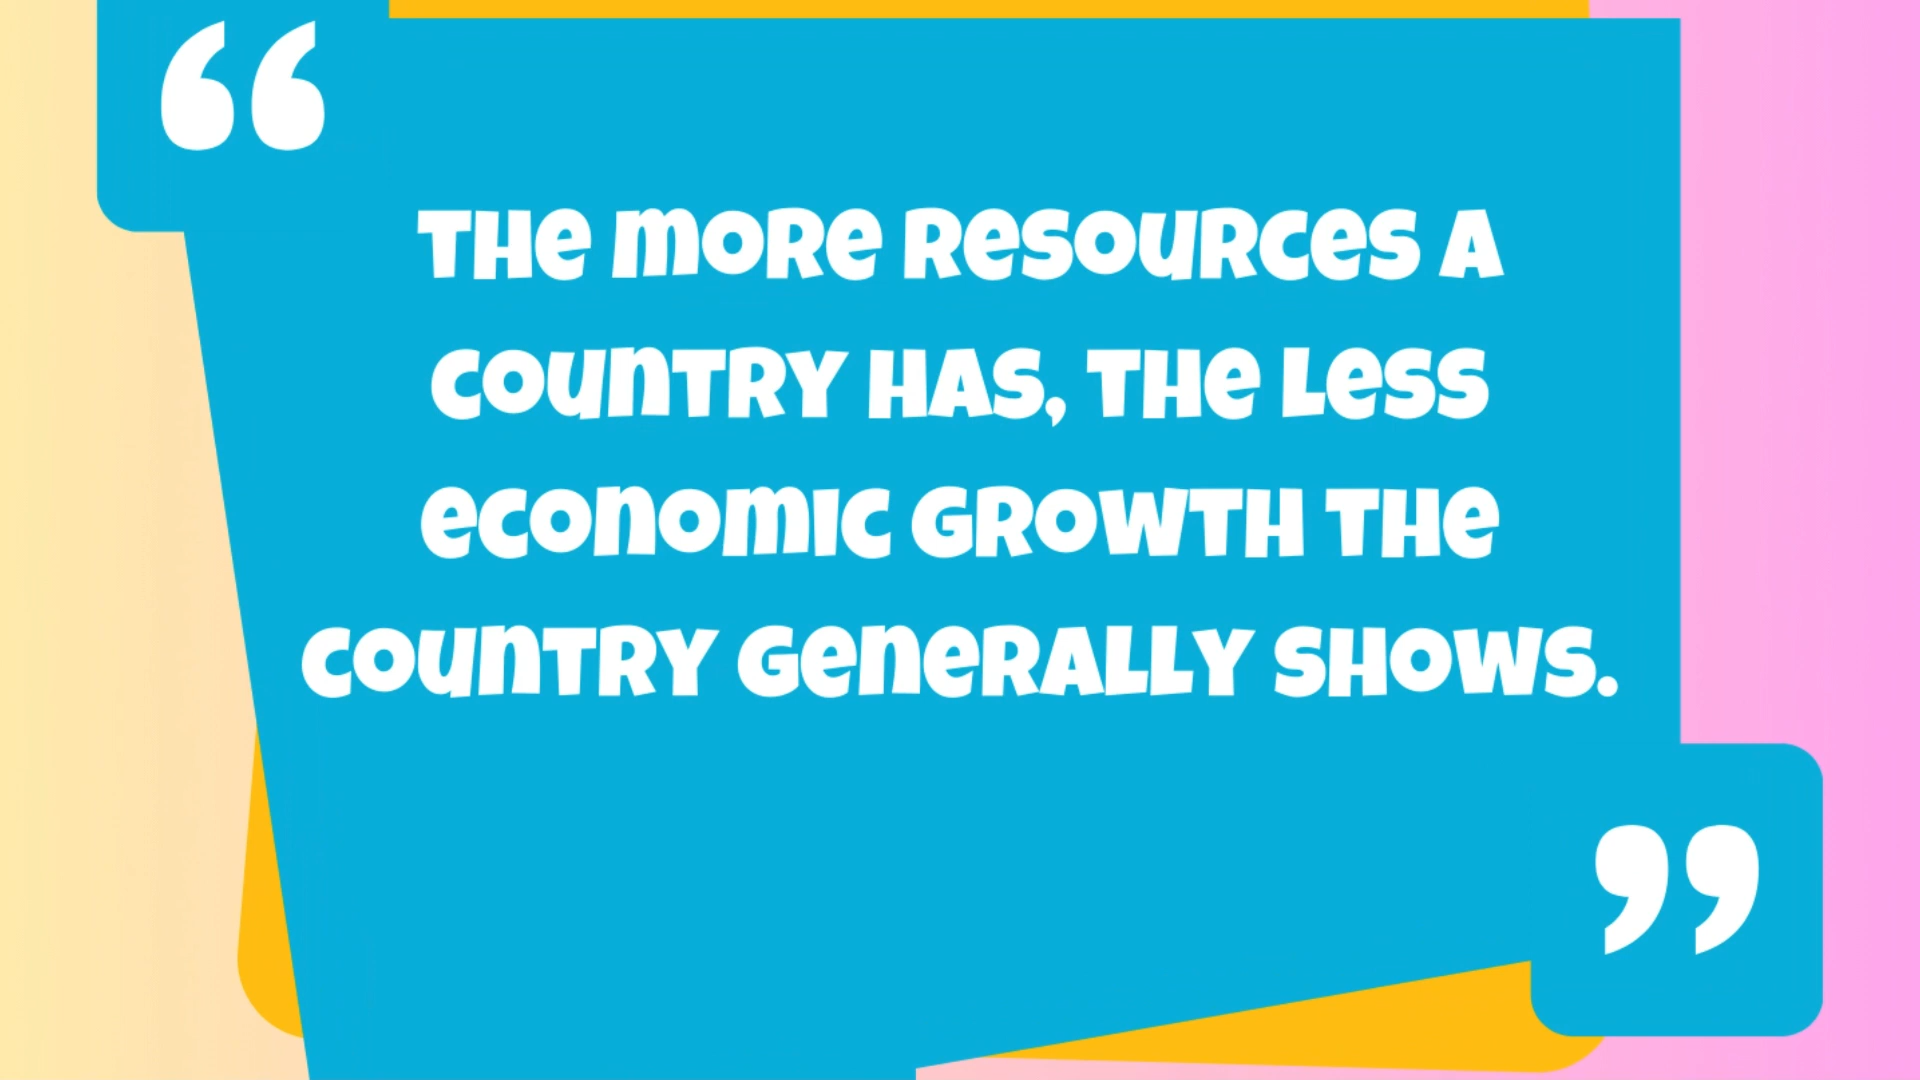 “
THE MORE RESOURCES A
COUNTRY HAS, THE LESS
ECONOMIC GROWTH THE
COUNTRY GENERALLY SHOWS.
”